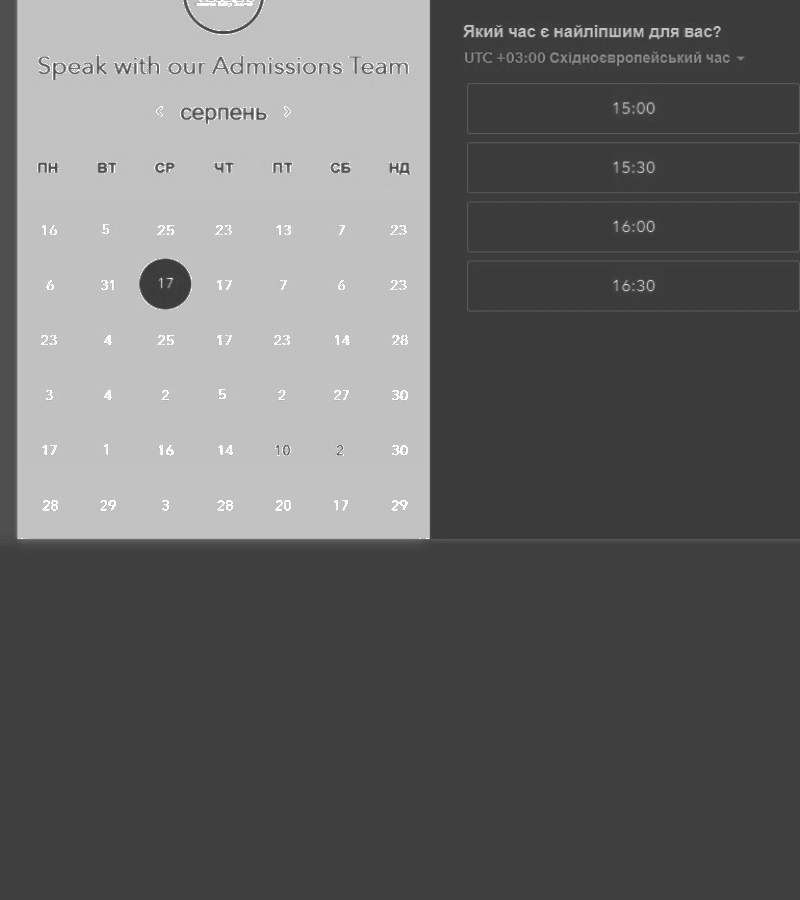 Speak with our Admissions Team
серпень
ПН ВТ СР ЧТ ПТ СБ НД
16 5 25 23 13 7 23
6 31 17 17 7 6 23
23 4 25 17 23 14 28
3 4 2 5 2 27 30
17 1 16 14 10 2 30
28 29 3 28 20 17 29
Який час є найліпшим для вас?
UTC +03:00 Східноєвропейський час
15:00
15:30
16:00
16:30